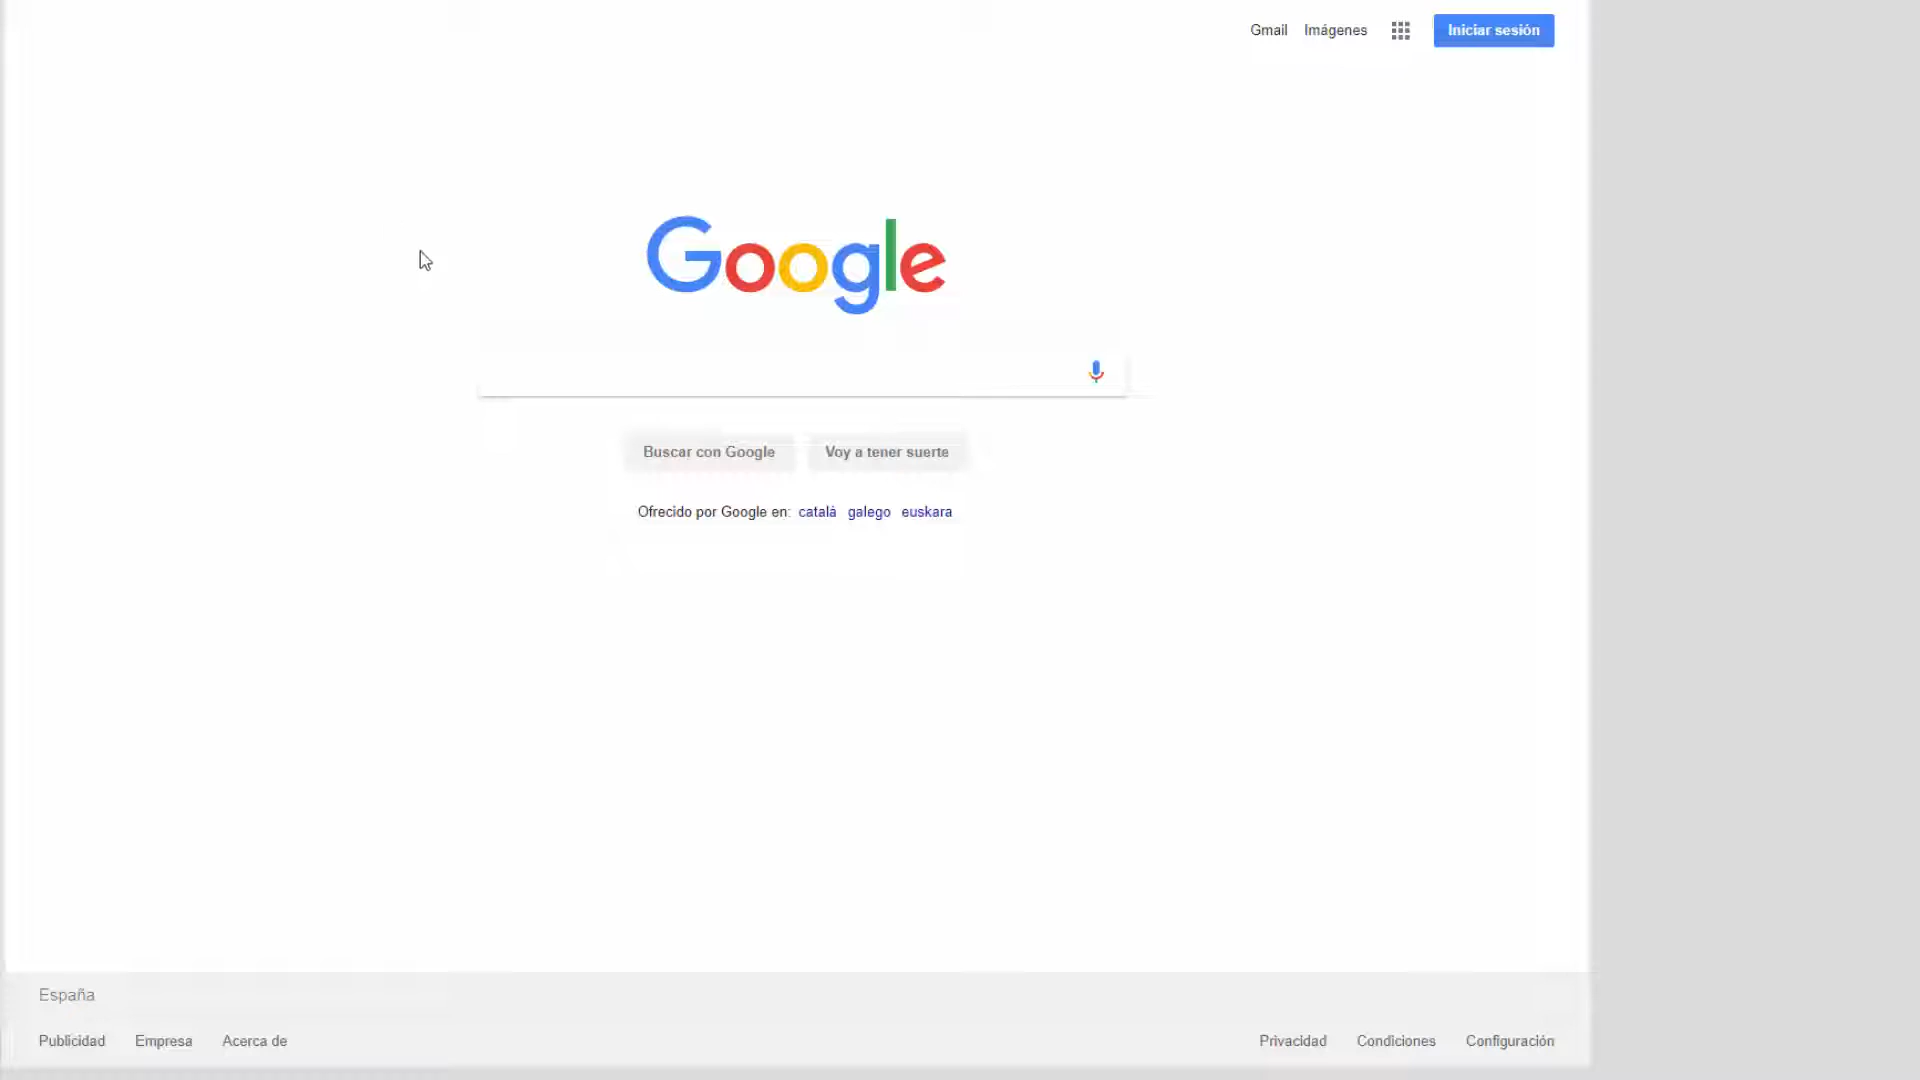 Gmail Imágenes Iniciar sesión
Google
Buscar con Google Voy a tener suerte
Ofrecido por Google en: català galego euskara
España
Publicidad Empresa Acerca de Privacidad Condiciones Configuración